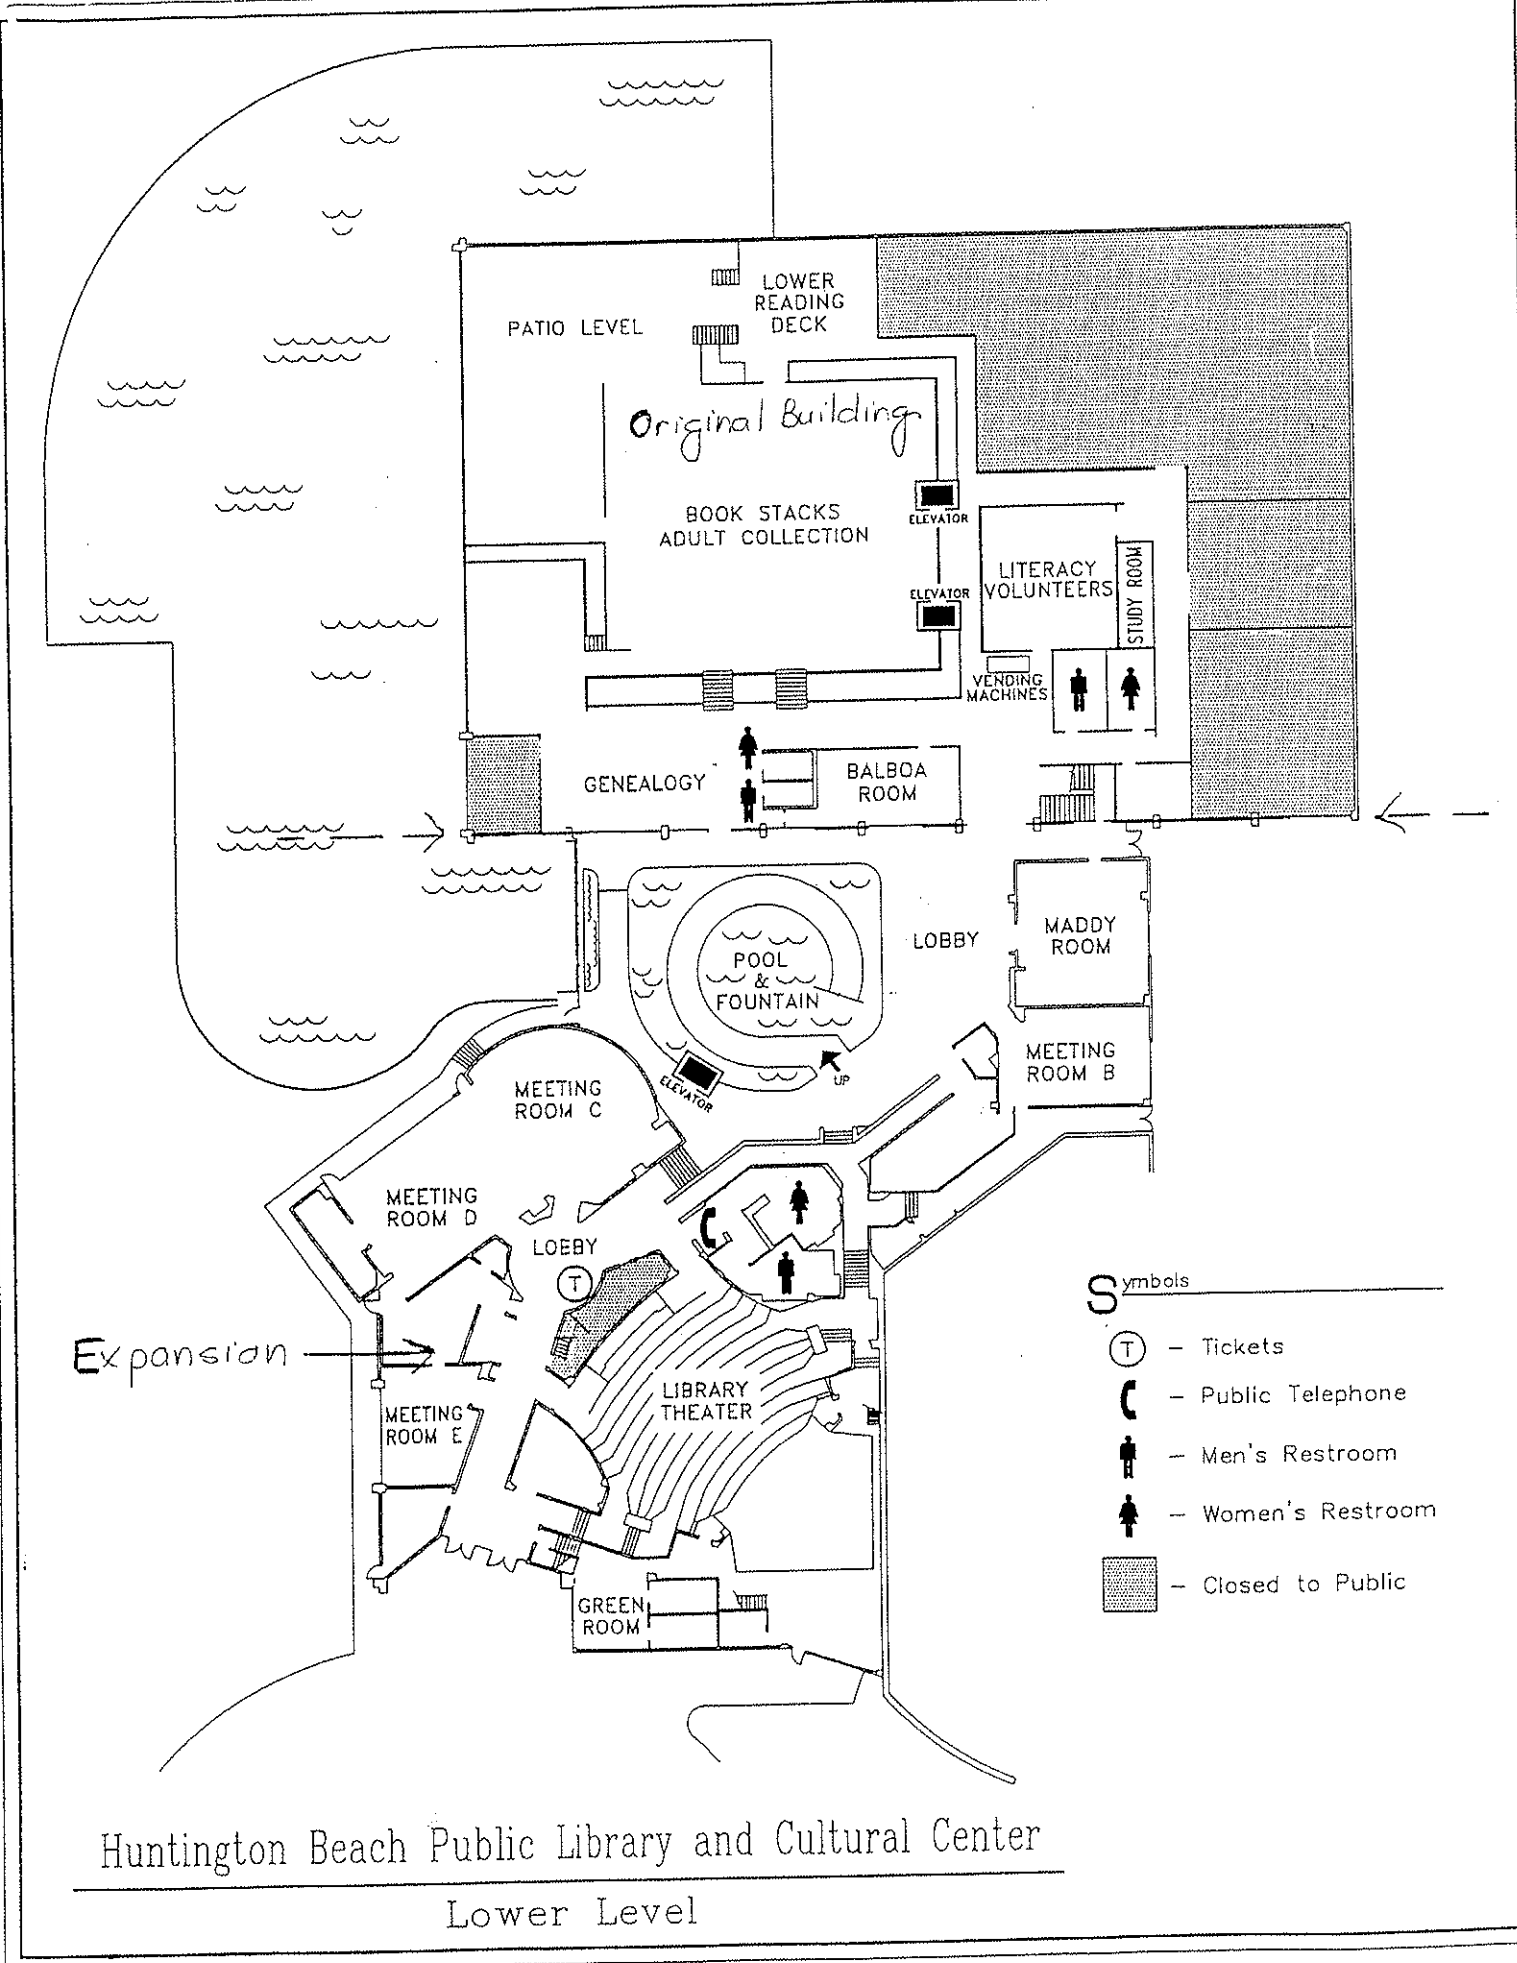 LOWER
READING
DECK
PATIO LEVEL
Original Building
BOOK STACKS
ADULT COLLECTION
ELEVATOR
LITERACY
VOLUNTEERS
STUDY ROOM
ELEVATOR
VENDING
MACHINES
GENEALOGY
BALBOA
ROOM
LOBBY
MADDY
ROOM
POOL
&
FOUNTAIN
MEETING
ROOM B
UP
ELEVATOR
MEETING
ROOM C
MEETING
ROOM D
LOBBY
T
Expansion
LIBRARY
THEATER
MEETING
ROOM E
GREEN
ROOM
Symbols
T – Tickets
– Public Telephone
– Men's Restroom
– Women's Restroom
– Closed to Public
Huntington Beach Public Library and Cultural Center
Lower Level